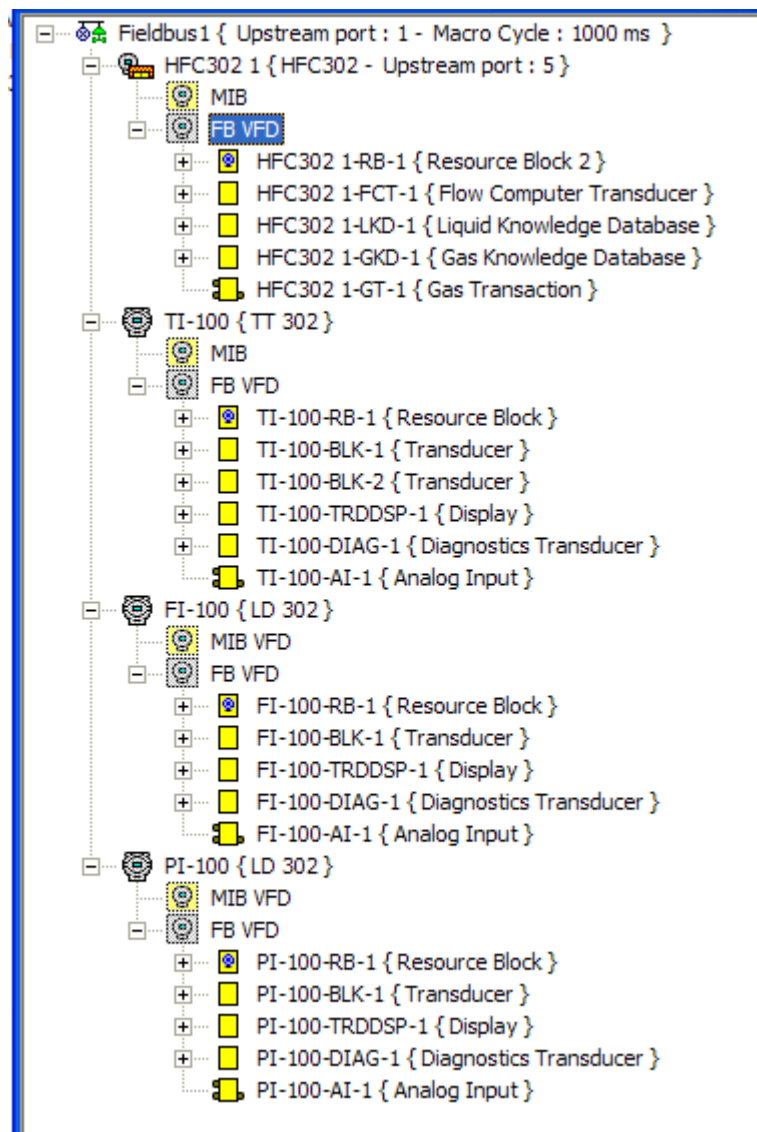 Fieldbus1 { Upstream port : 1 - Macro Cycle : 1000 ms }
HFC302 1 { HFC302 - Upstream port : 5 }
MIB
FB VFD
HFC302 1-RB-1 { Resource Block 2 }
HFC302 1-FCT-1 { Flow Computer Transducer }
HFC302 1-LKD-1 { Liquid Knowledge Database }
HFC302 1-GKD-1 { Gas Knowledge Database }
HFC302 1-GT-1 { Gas Transaction }
TI-100 { TT 302 }
MIB
FB VFD
TI-100-RB-1 { Resource Block }
TI-100-BLK-1 { Transducer }
TI-100-BLK-2 { Transducer }
TI-100-TRDDSP-1 { Display }
TI-100-DIAG-1 { Diagnostics Transducer }
TI-100-AI-1 { Analog Input }
FI-100 { LD 302 }
MIB VFD
FB VFD
FI-100-RB-1 { Resource Block }
FI-100-BLK-1 { Transducer }
FI-100-TRDDSP-1 { Display }
FI-100-DIAG-1 { Diagnostics Transducer }
FI-100-AI-1 { Analog Input }
PI-100 { LD 302 }
MIB VFD
FB VFD
PI-100-RB-1 { Resource Block }
PI-100-BLK-1 { Transducer }
PI-100-TRDDSP-1 { Display }
PI-100-DIAG-1 { Diagnostics Transducer }
PI-100-AI-1 { Analog Input }